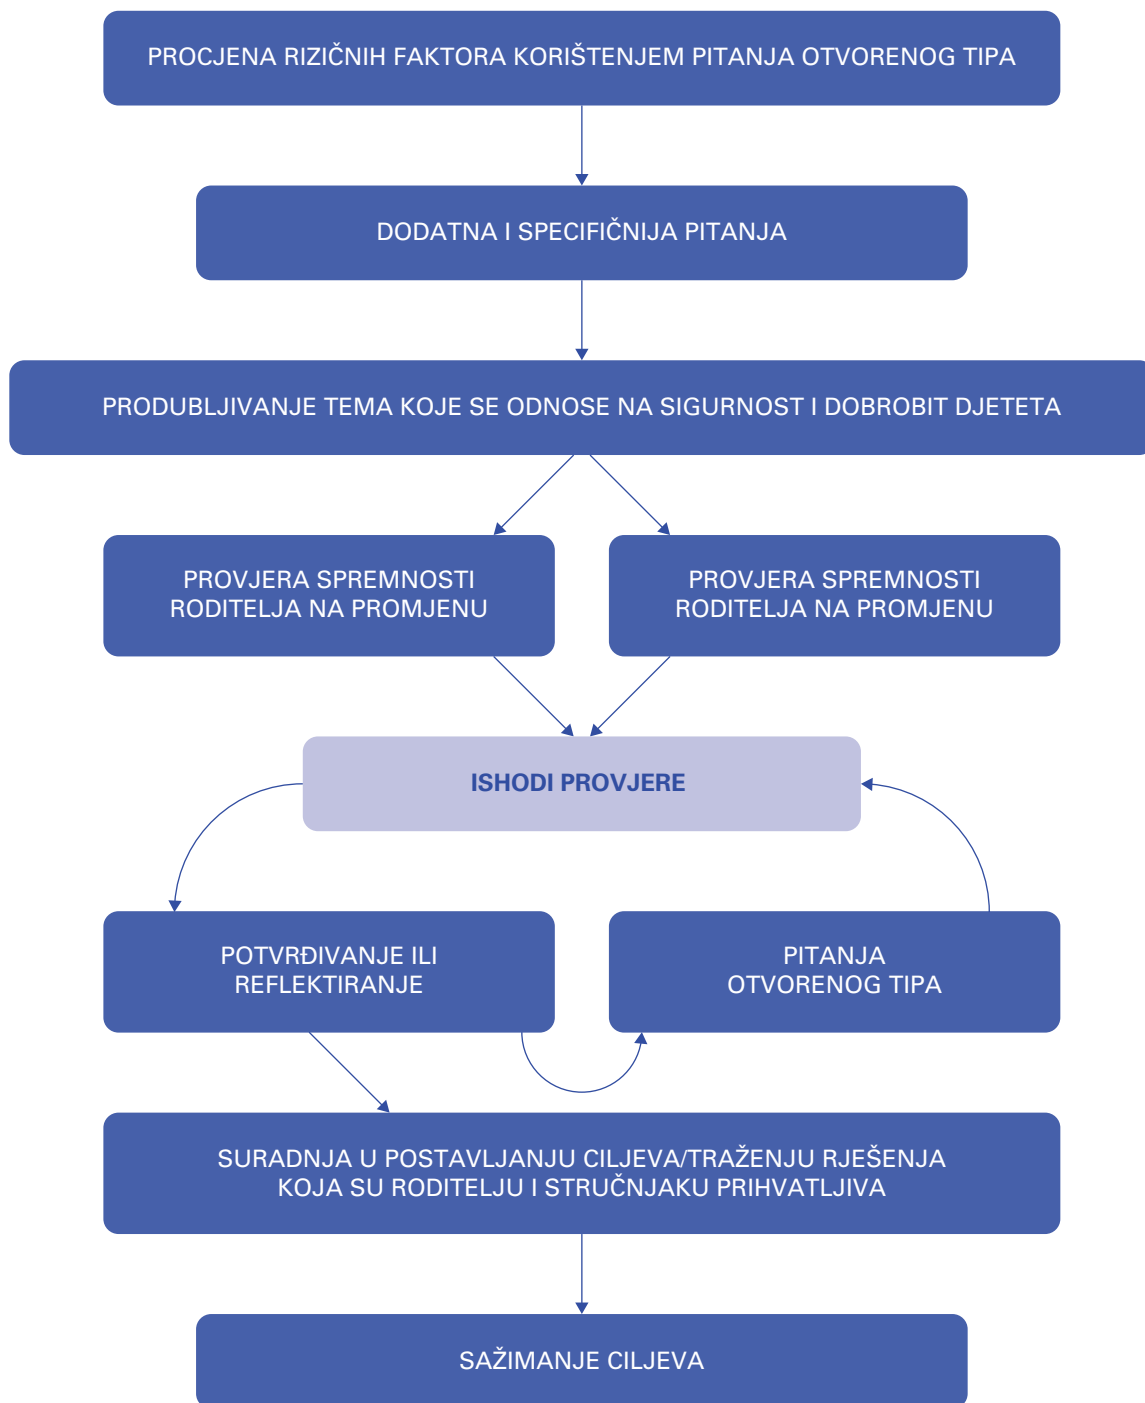 PROCJENA RIZIČNIH FAKTORA KORIŠTENJEM PITANJA OTVORENOG TIPA
DODATNA I SPECIFIČNIJA PITANJA
PRODUBLJIVANJE TEMA KOJE SE ODNOSE NA SIGURNOST I DOBROBIT DJETETA
PROVJERA SPREMNOSTI
RODITELJA NA PROMJENU
PROVJERA SPREMNOSTI
RODITELJA NA PROMJENU
ISHODI PROVJERE
POTVRĐIVANJE ILI
REFLEKTIRANJE
PITANJA
OTVORENOG TIPA
SURADNJA U POSTAVLJANJU CILJEVA/TRAŽENJU RJEŠENJA
KOJA SU RODITELJU I STRUČNJAKU PRIHVATLJIVA
SAŽIMANJE CILJEVA